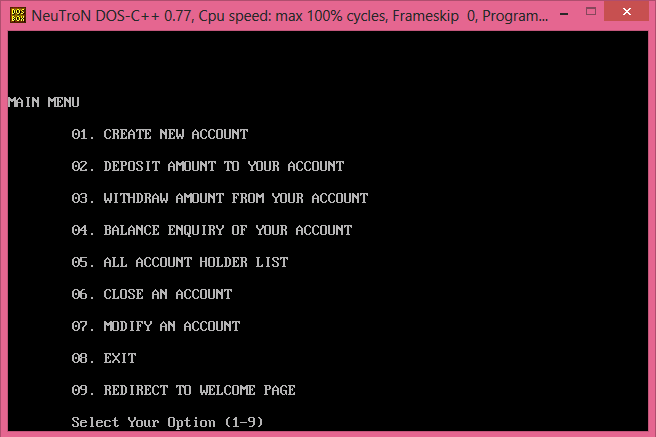 DOS
BOX
NeuTroN DOS-C++ 0.77, Cpu speed: max 100% cycles, Frameskip  0, Program...
MAIN MENU
01. CREATE NEW ACCOUNT
02. DEPOSIT AMOUNT TO YOUR ACCOUNT
03. WITHDRAW AMOUNT FROM YOUR ACCOUNT
04. BALANCE ENQUIRY OF YOUR ACCOUNT
05. ALL ACCOUNT HOLDER LIST
06. CLOSE AN ACCOUNT
07. MODIFY AN ACCOUNT
08. EXIT
09. REDIRECT TO WELCOME PAGE
Select Your Option (1-9)